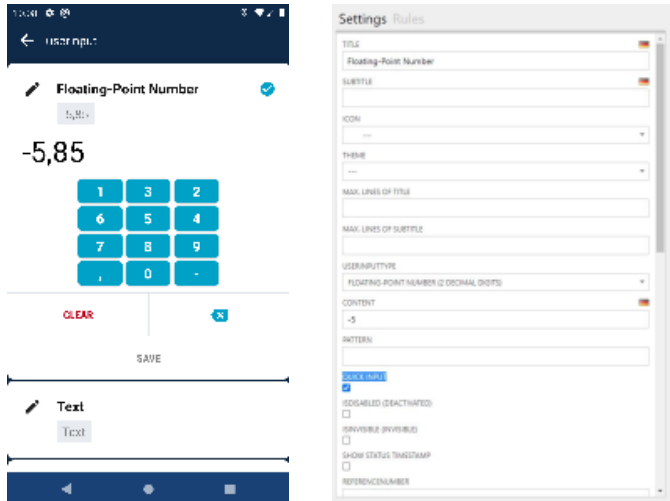 userinput
Floating-Point Number
-5,85
1 3 2
6 5 4
7 8 9
, 0 -
CLEAR
SAVE
Text
Text
Settings Rules
TITLE
Floating-Point Number
SUBTITLE
ICON
---
THEME
---
MAX. LINES OF TITLE
MAX. LINES OF SUBTITLE
USERINPUTTYPE
FLOATING-POINT NUMBER (2 DECIMAL DIGITS)
CONTENT
-5
PATTERN
QUICK INPUT
ISDISABLED (DEACTIVATED)
ISINVISIBLE (INVISIBLE)
SHOW STATUS TIMESTAMP
REFERENCENUMBER